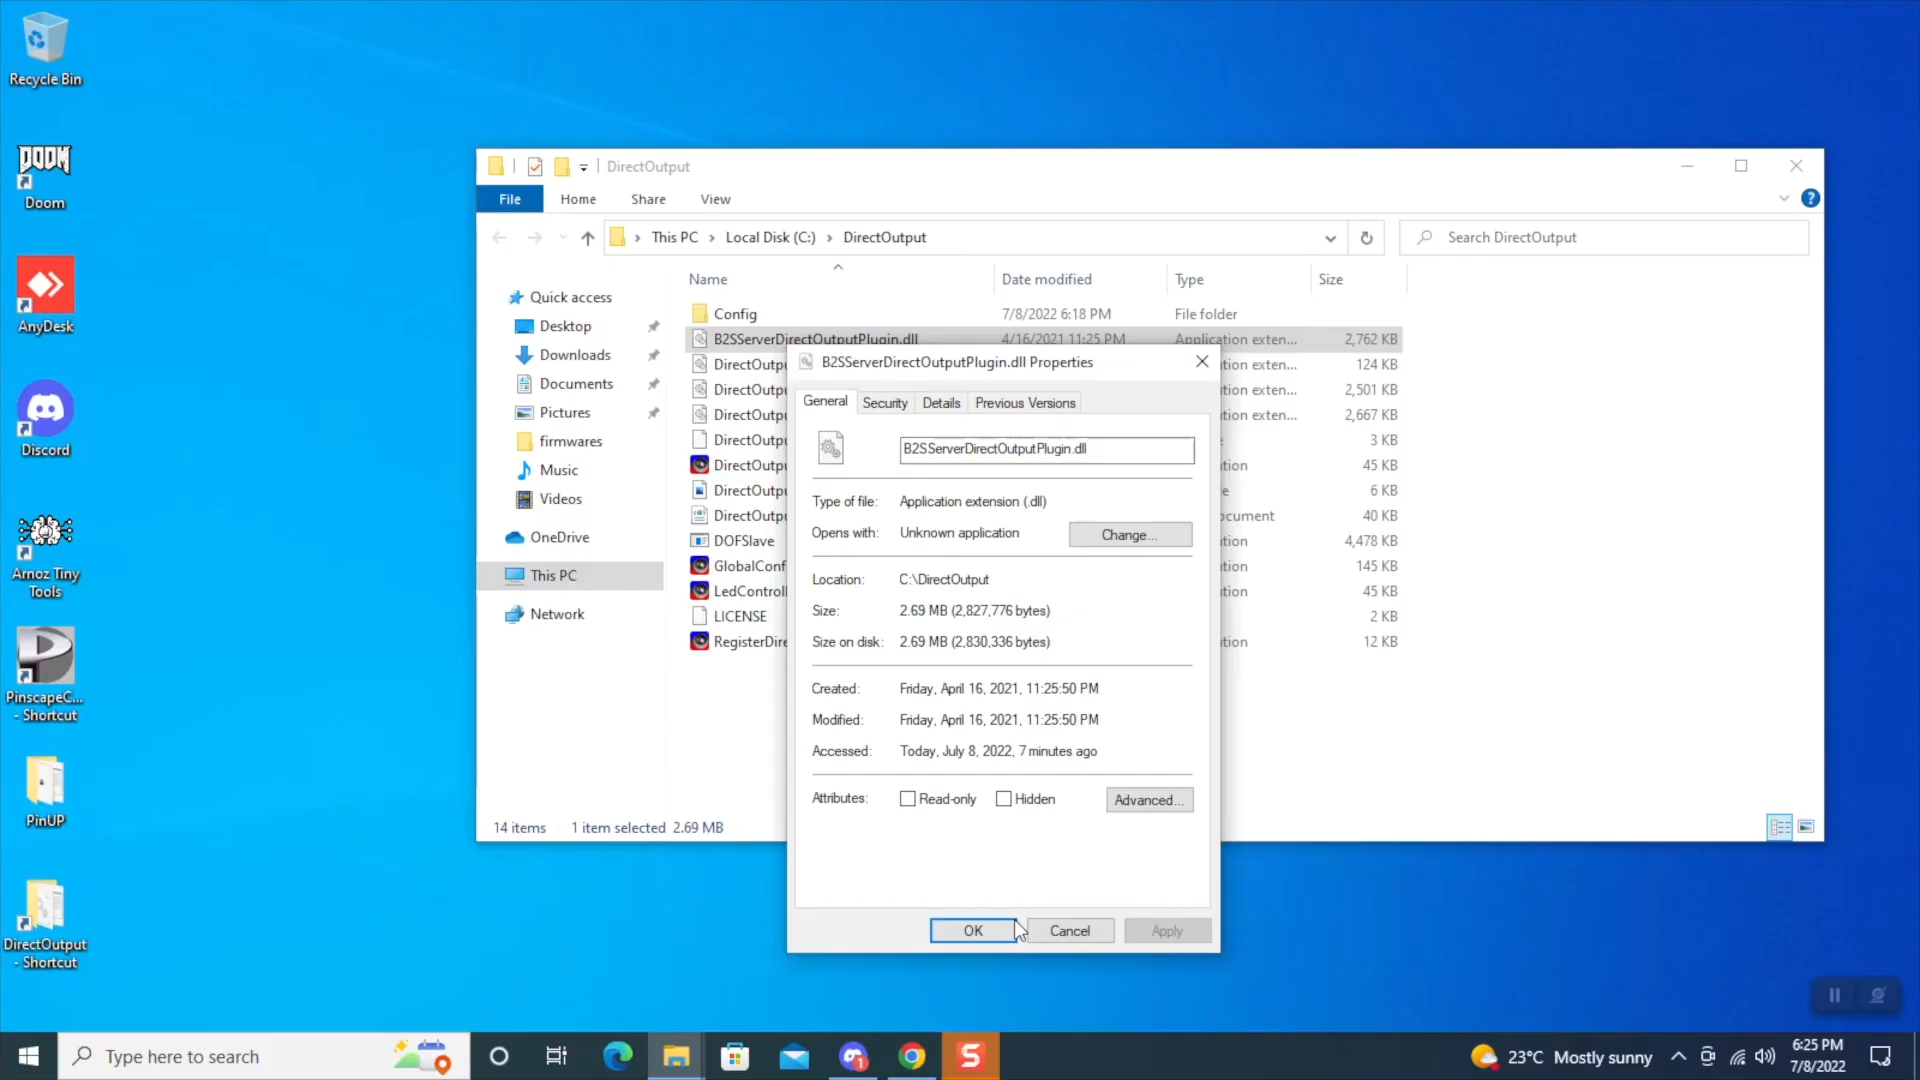 Recycle Bin
DOOM
Doom
AnyDesk
Discord
Arnoz Tiny
Tools
PinscapeC...
- Shortcut
PinUP
DirectOutput
- Shortcut
DirectOutput
File
Home
Share
View
This PC
Local Disk (C:)
DirectOutput
Search DirectOutput
Name
Date modified
Type
Size
Quick access
Desktop
Downloads
Documents
Pictures
firmwares
Music
Videos
OneDrive
This PC
Network
Config 7/8/2022 6:18 PM File folder
B2SServerDirectOutputPlugin.dll 4/16/2021 11:25 PM Application exten... 2,762 KB
DirectOutpu exten... 124 KB
DirectOutpu exten... 2,501 KB
DirectOutpu exten... 2,667 KB
DirectOutpu 3 KB
DirectOutpu tion 45 KB
DirectOutpu 6 KB
DirectOutpu ocument 40 KB
DOFSlave tion 4,478 KB
GlobalConf tion 145 KB
LedControl tion 45 KB
LICENSE 2 KB
RegisterDire tion 12 KB
14 items 1 item selected 2.69 MB
B2SServerDirectOutputPlugin.dll Properties
General
Security
Details
Previous Versions
B2SServerDirectOutputPlugin.dll
Type of file: Application extension (.dll)
Opens with: Unknown application
Change...
Location: C:\DirectOutput
Size: 2.69 MB (2,827,776 bytes)
Size on disk: 2.69 MB (2,830,336 bytes)
Created: Friday, April 16, 2021, 11:25:50 PM
Modified: Friday, April 16, 2021, 11:25:50 PM
Accessed: Today, July 8, 2022, 7 minutes ago
Attributes: Read-only Hidden
Advanced...
OK
Cancel
Apply
Type here to search
1
S
23°C Mostly sunny
6:25 PM
7/8/2022